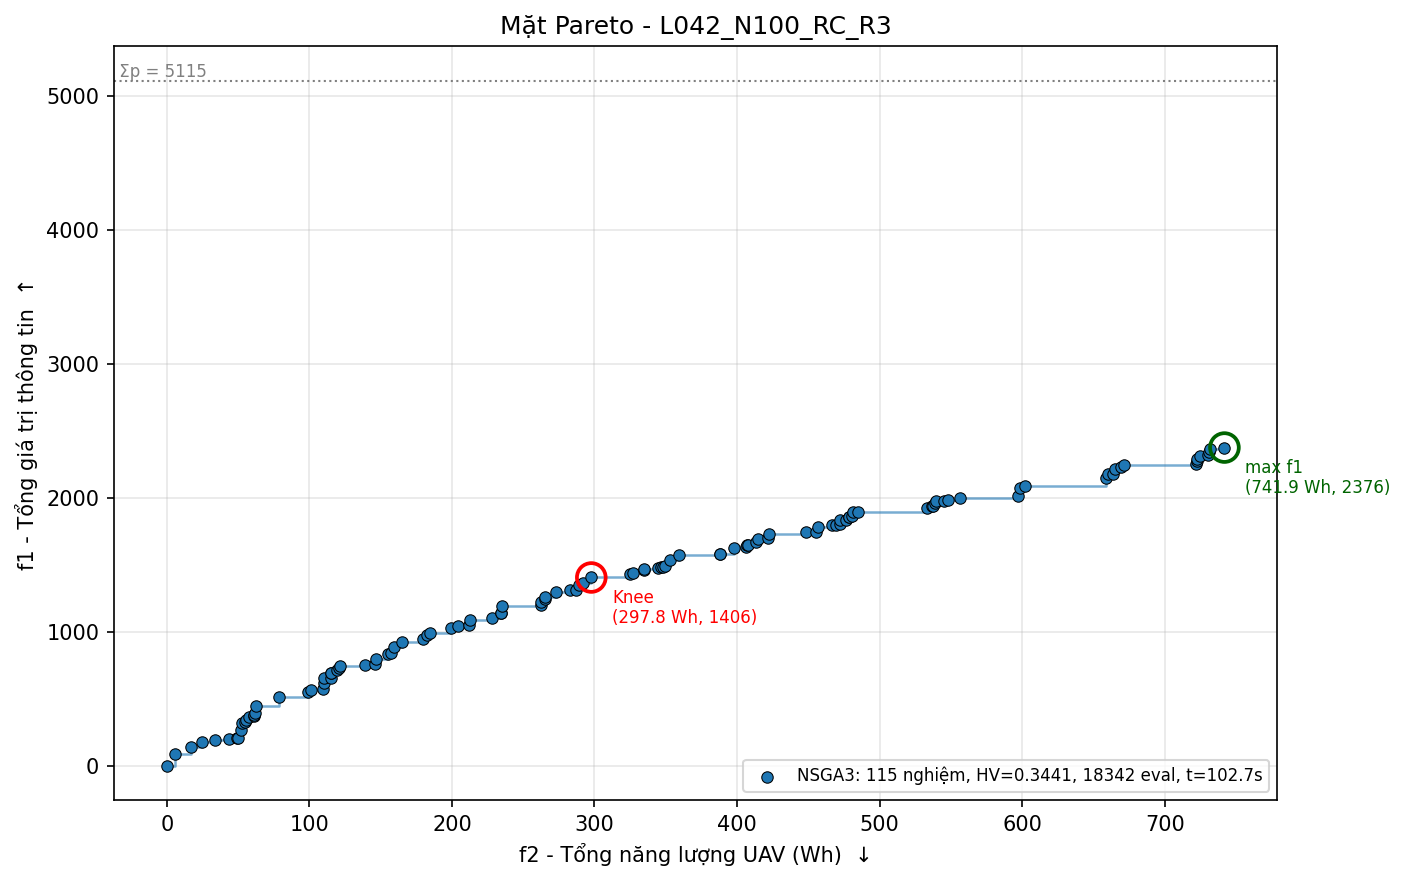 Mặt Pareto - L042_N100_RC_R3
Σp = 5115
5000
4000
3000
2000
1000
0
f1 - Tổng giá trị thông tin ↑
max f1
(741.9 Wh, 2376)
Knee
(297.8 Wh, 1406)
NSGA3: 115 nghiệm, HV=0.3441, 18342 eval, t=102.7s
0 100 200 300 400 500 600 700
f2 - Tổng năng lượng UAV (Wh) ↓